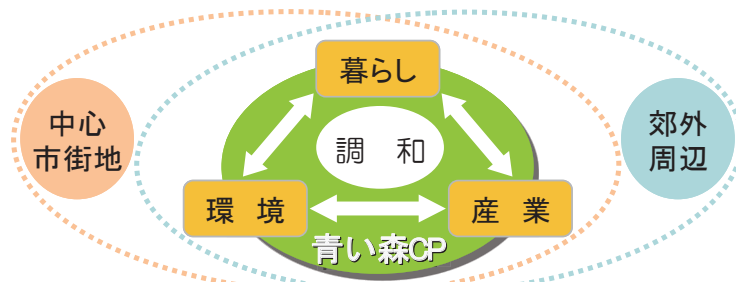 暮らし
中心
市街地
調 和
郊外
周辺
環 境
産 業
青い森CP